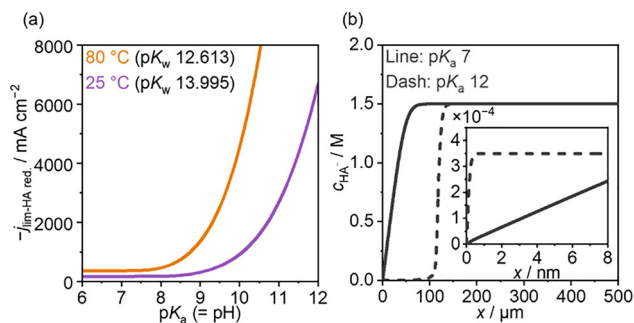 (a)
8000
6000
4000
2000
0
−j lim-HA red. / mA cm⁻²
80 °C (pKw 12.613)
25 °C (pKw 13.995)
6 7 8 9 10 11 12
pKa (= pH)
(b)
2.0
1.5
1.0
0.5
0.0
cHA⁻ / M
Line: pKa 7
Dash: pKa 12
×10⁻⁴
4
3
2
1
0
0 2 4 6 8
x / nm
0 100 200 300 400 500
x / μm